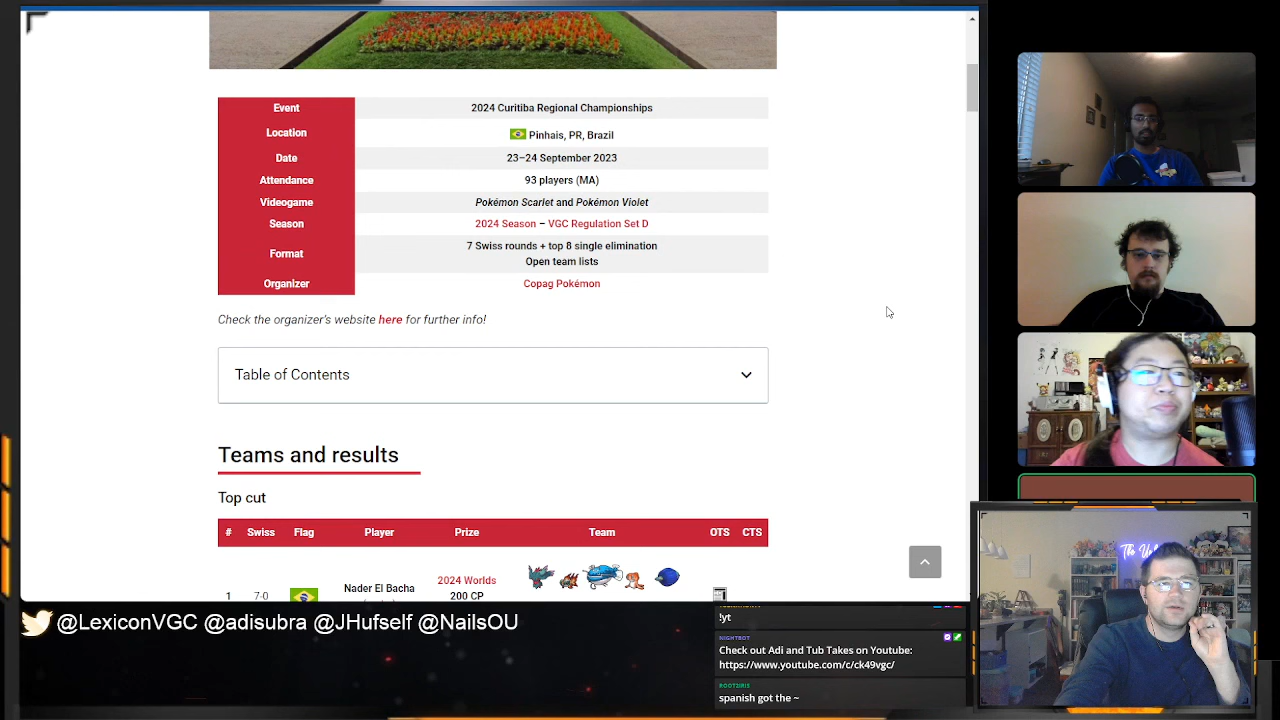 Event 2024 Curitiba Regional Championships
Location Pinhais, PR, Brazil
Date 23–24 September 2023
Attendance 93 players (MA)
Videogame Pokémon Scarlet and Pokémon Violet
Season 2024 Season – VGC Regulation Set D
Format 7 Swiss rounds + top 8 single elimination
Open team lists
Organizer Copag Pokémon
Check the organizer's website here for further info!
Table of Contents
Teams and results
Top cut
# Swiss Flag Player Prize Team OTS CTS
1 7-0 Nader El Bacha 2024 Worlds
200 CP
@LexiconVGC @adisubra @JHufself @NailsOU
!yt
NIGHTBOT
Check out Adi and Tub Takes on Youtube:
https://www.youtube.com/c/ck49vgc/
spanish got the ~